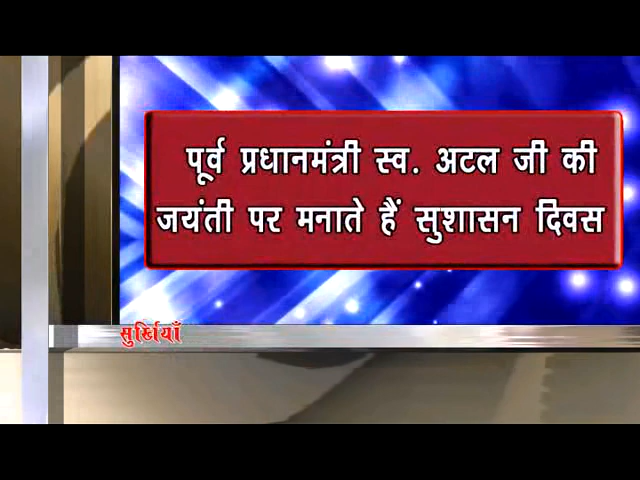 पूर्व प्रधानमंत्री स्व. अटल जी की
जयंती पर मनाते हैं सुशासन दिवस
सुर्ख़ियाँ